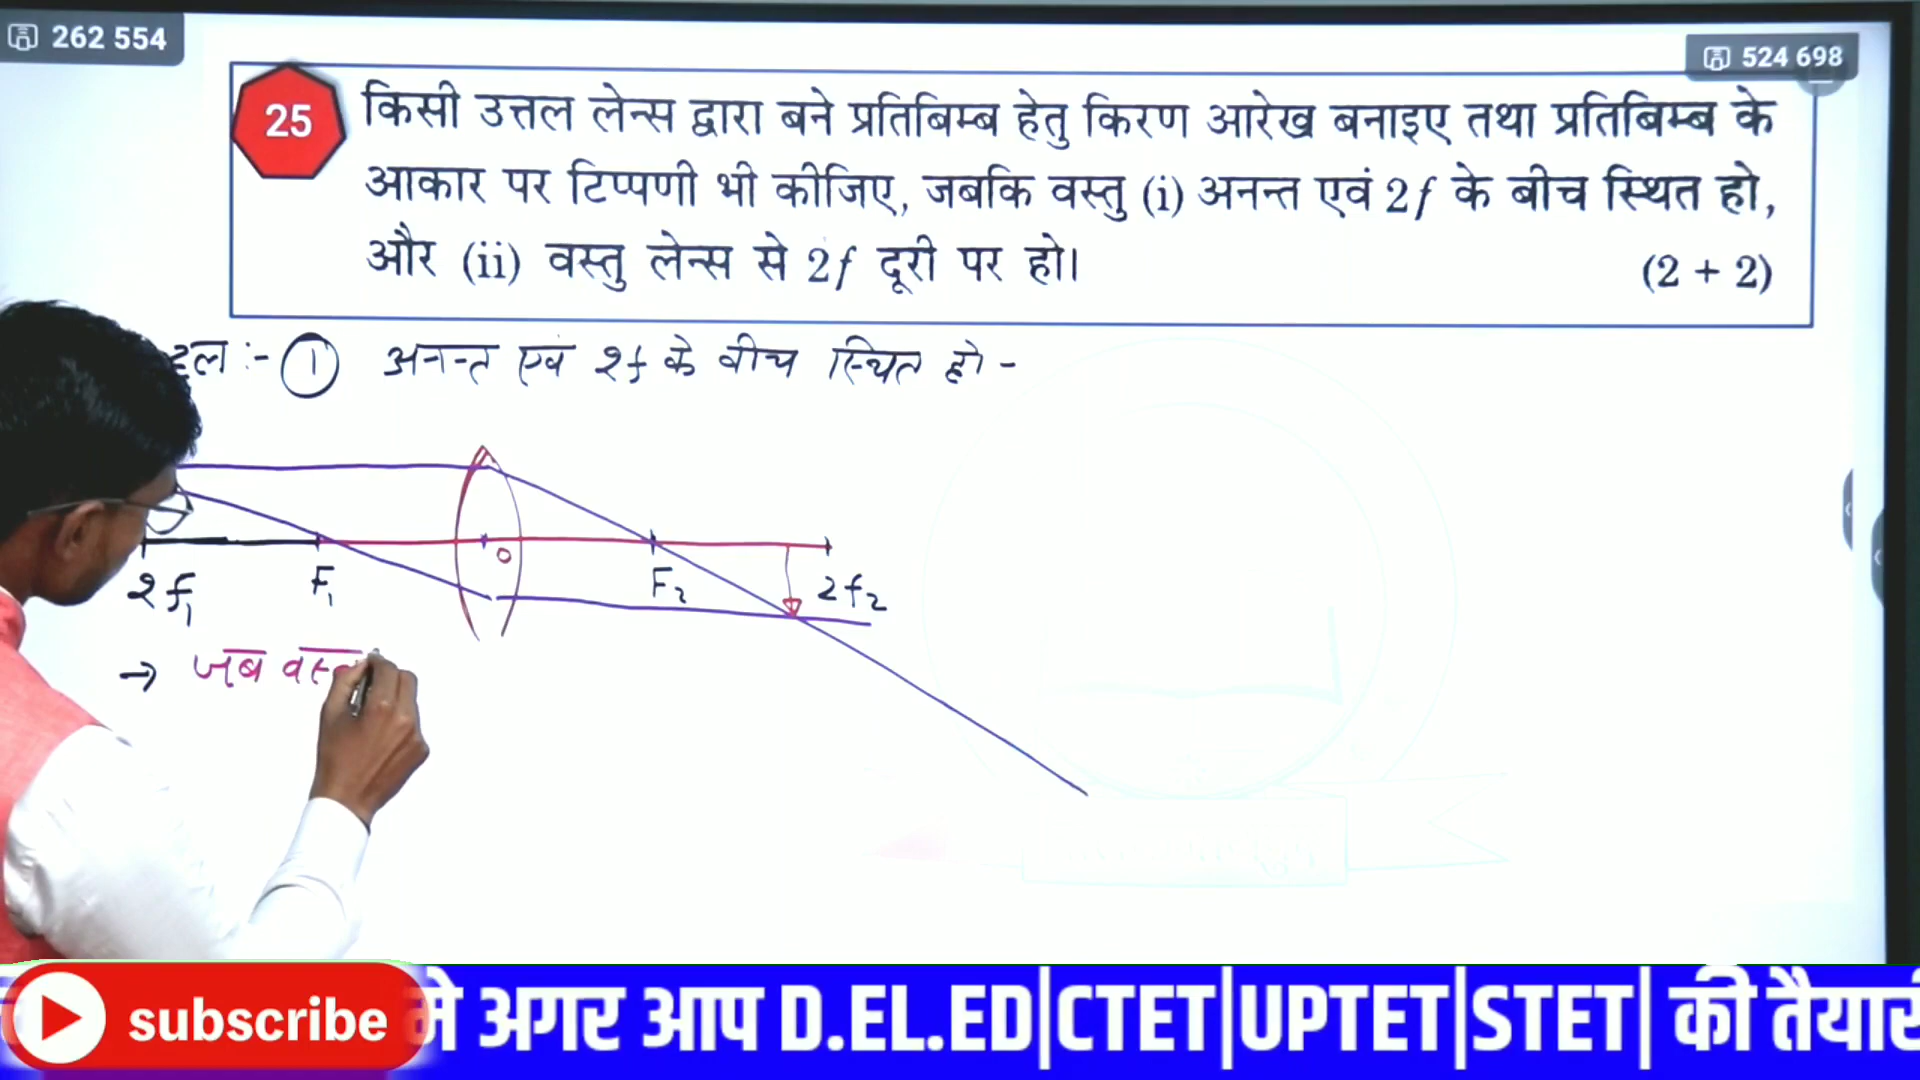 262 554
524 698
25
किसी उत्तल लेन्स द्वारा बने प्रतिबिम्ब हेतु किरण आरेख बनाइए तथा प्रतिबिम्ब के
आकार पर टिप्पणी भी कीजिए, जबकि वस्तु (i) अनन्त एवं 2f के बीच स्थित हो,
और (ii) वस्तु लेन्स से 2f दूरी पर हो। (2 + 2)
हल :- (1) अनन्त एवं 2f के बीच स्थित हो -
O
2f₁ F₁ F₂ 2f₂
→ जब वस्तु
subscribe
मे अगर आप D.EL.ED|CTET|UPTET|STET| की तैयारी